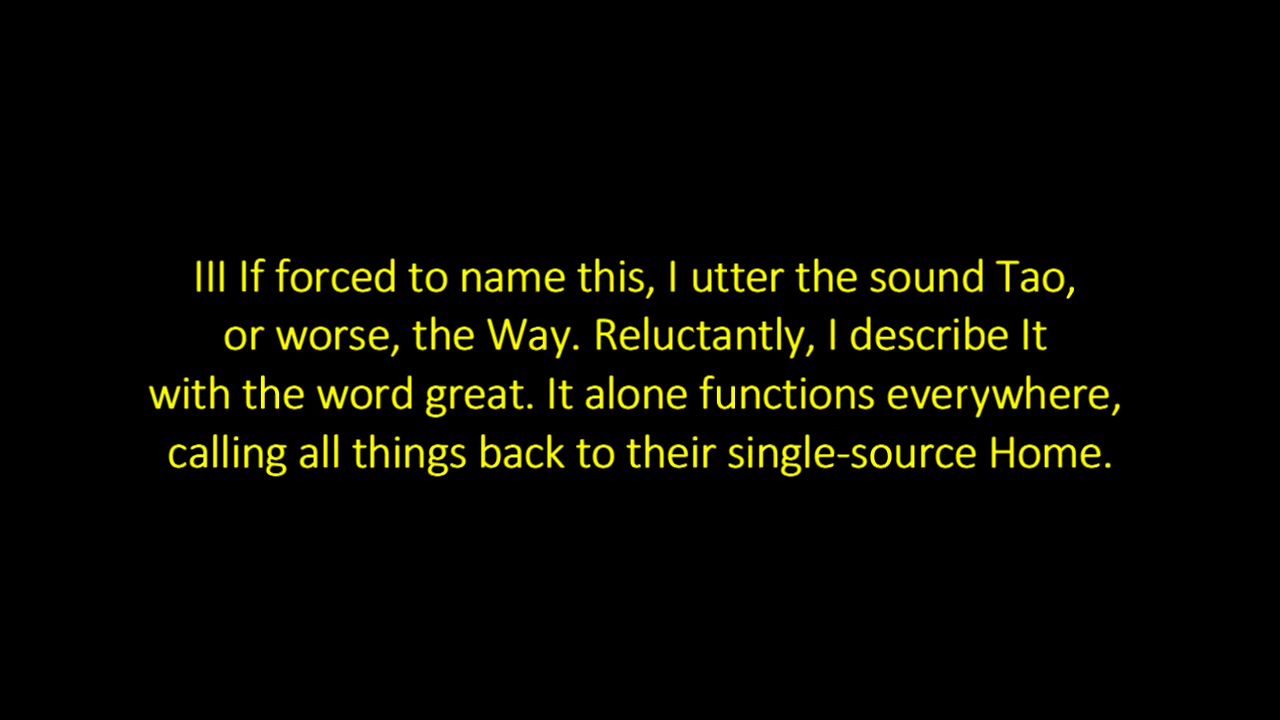 III If forced to name this, I utter the sound Tao,
or worse, the Way. Reluctantly, I describe It
with the word great. It alone functions everywhere,
calling all things back to their single-source Home.